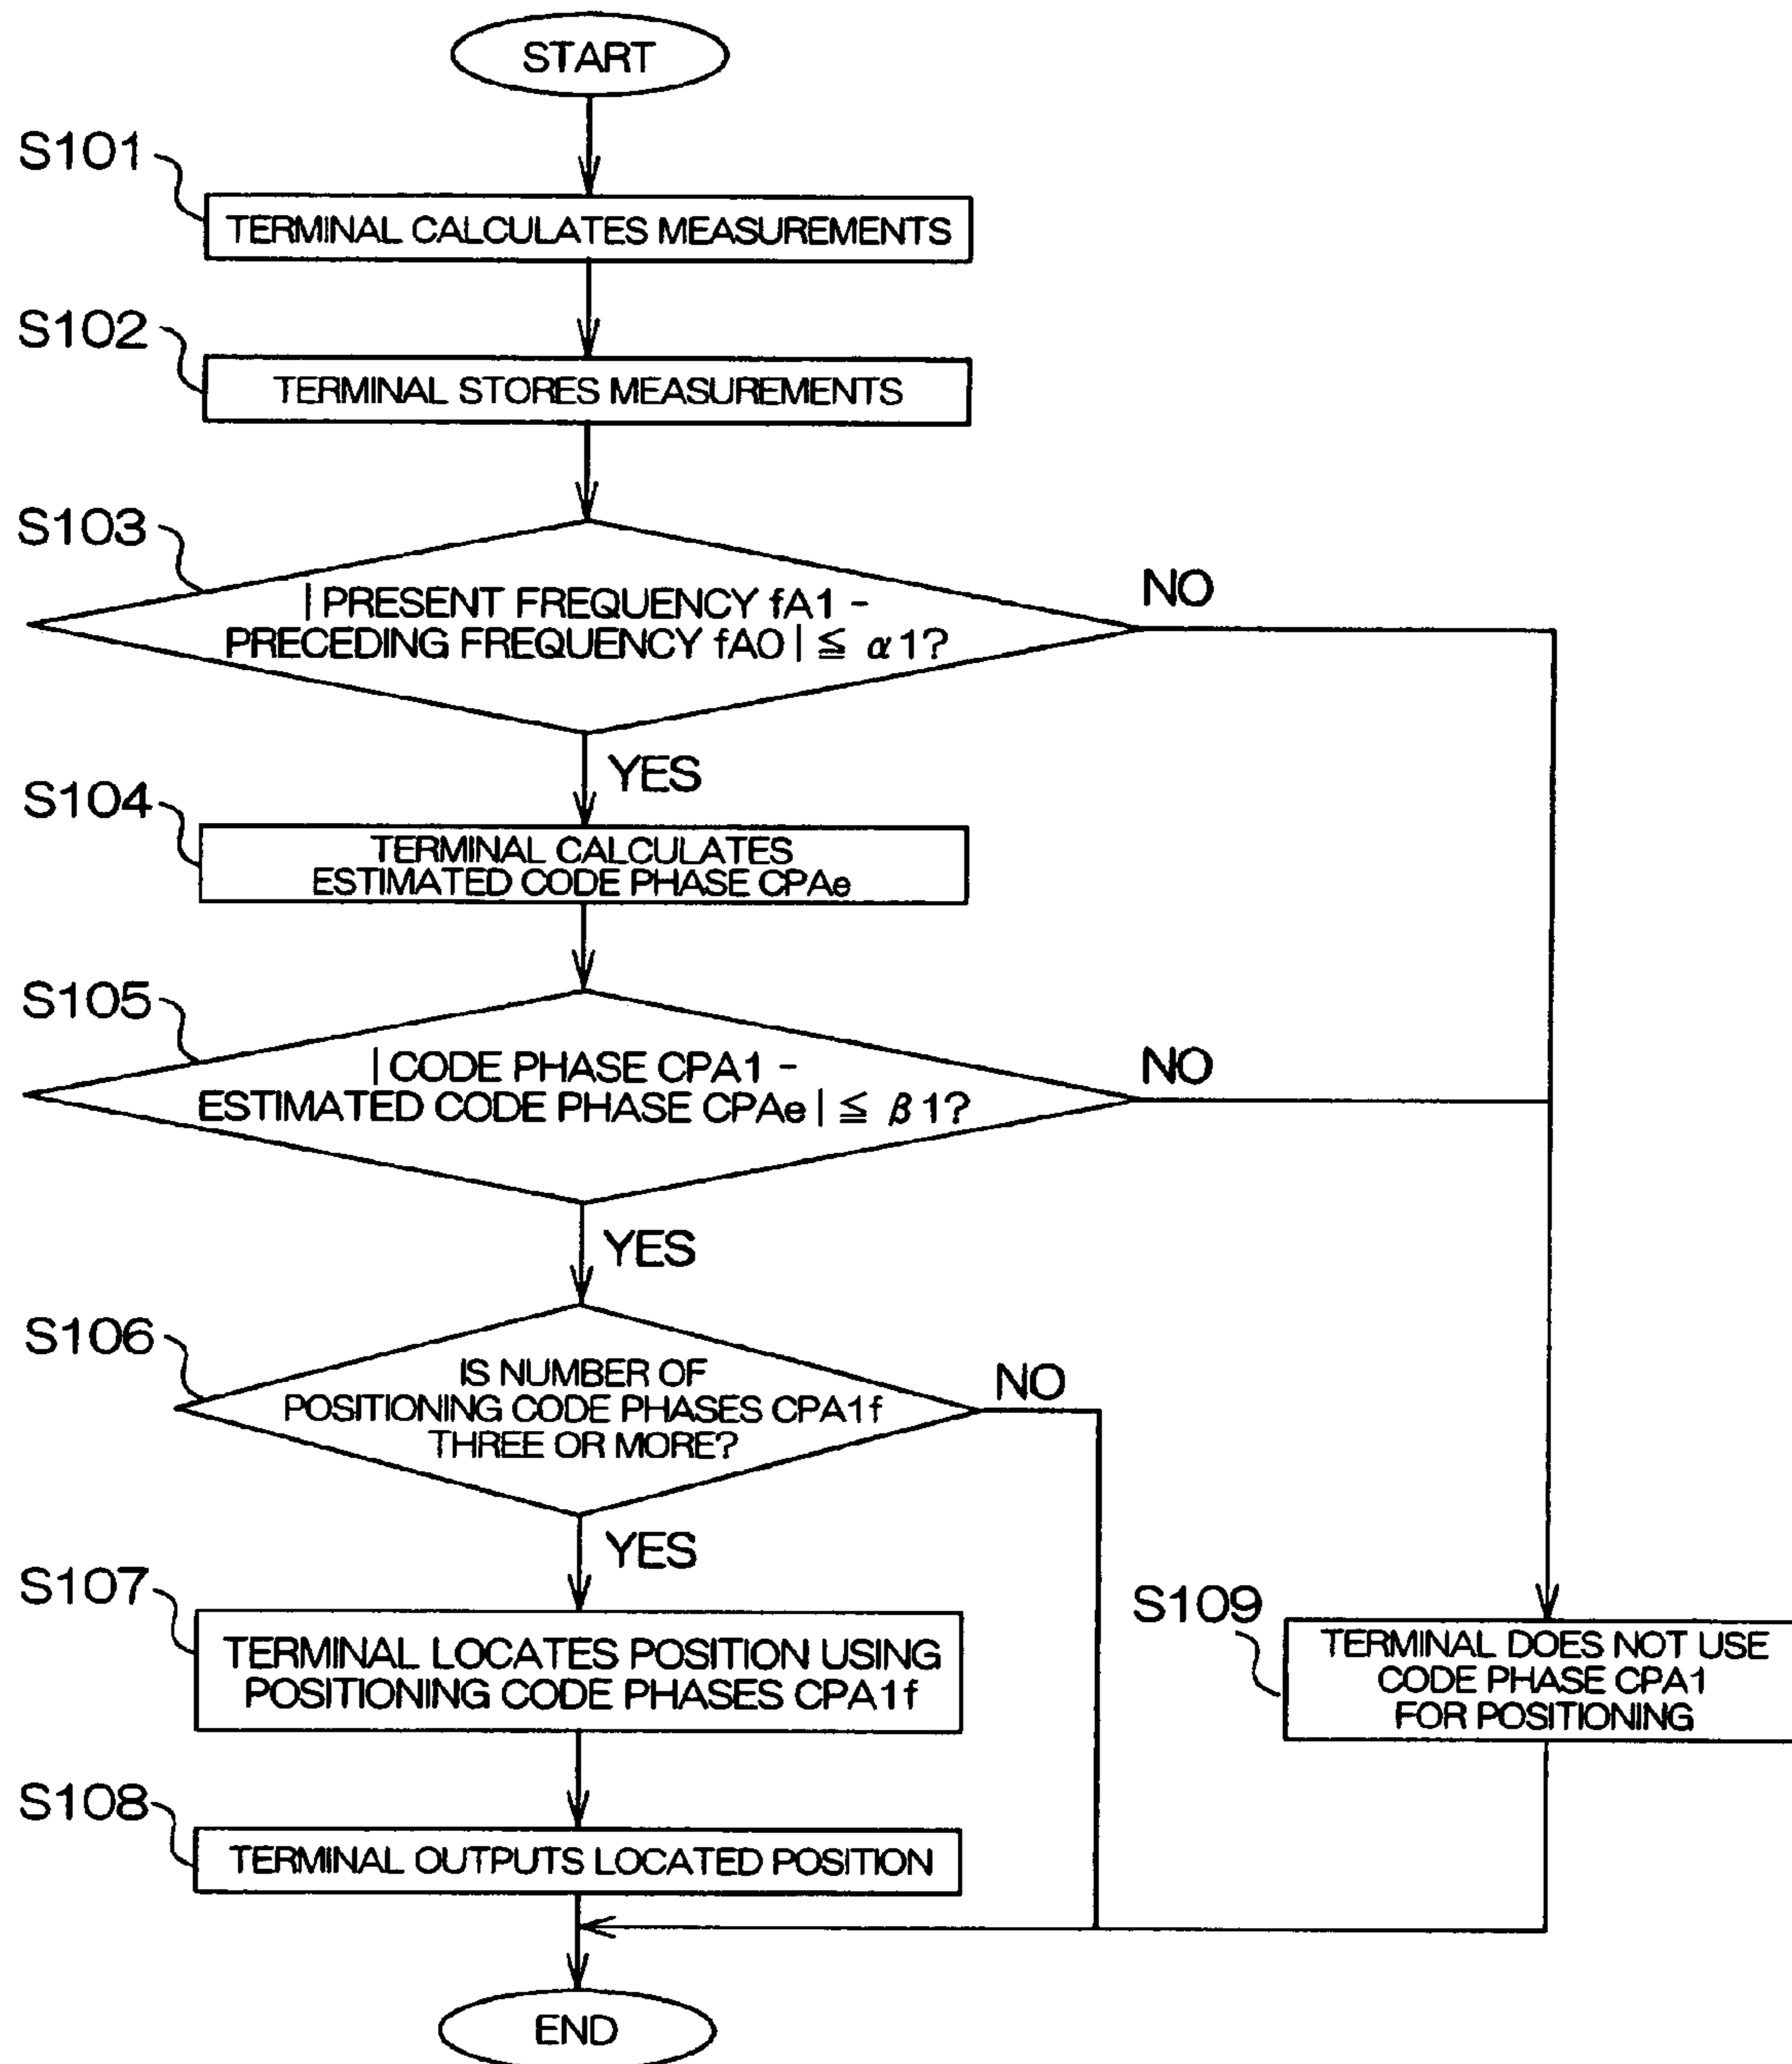 START
S101
TERMINAL CALCULATES MEASUREMENTS
S102
TERMINAL STORES MEASUREMENTS
S103
| PRESENT FREQUENCY fA1 -
PRECEDING FREQUENCY fA0 | ≦ α1?
NO
YES
S104
TERMINAL CALCULATES
ESTIMATED CODE PHASE CPAe
S105
| CODE PHASE CPA1 -
ESTIMATED CODE PHASE CPAe | ≦ β1?
NO
YES
S106
IS NUMBER OF
POSITIONING CODE PHASES CPA1f
THREE OR MORE?
NO
YES
S107
TERMINAL LOCATES POSITION USING
POSITIONING CODE PHASES CPA1f
S109
TERMINAL DOES NOT USE
CODE PHASE CPA1
FOR POSITIONING
S108
TERMINAL OUTPUTS LOCATED POSITION
END